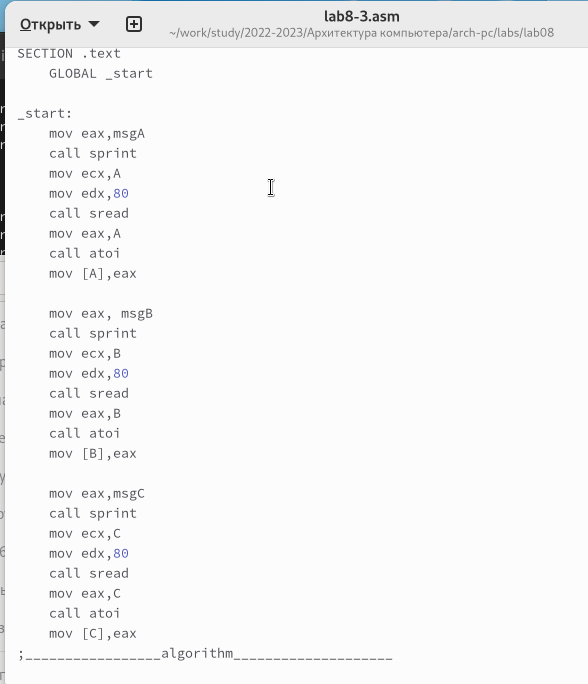 Открыть
lab8-3.asm
~/work/study/2022-2023/Архитектура компьютера/arch-pc/labs/lab08
SECTION .text
    GLOBAL _start

_start:
    mov eax,msgA
    call sprint
    mov ecx,A
    mov edx,80
    call sread
    mov eax,A
    call atoi
    mov [A],eax

    mov eax, msgB
    call sprint
    mov ecx,B
    mov edx,80
    call sread
    mov eax,B
    call atoi
    mov [B],eax

    mov eax,msgC
    call sprint
    mov ecx,C
    mov edx,80
    call sread
    mov eax,C
    call atoi
    mov [C],eax
;_________________algorithm____________________